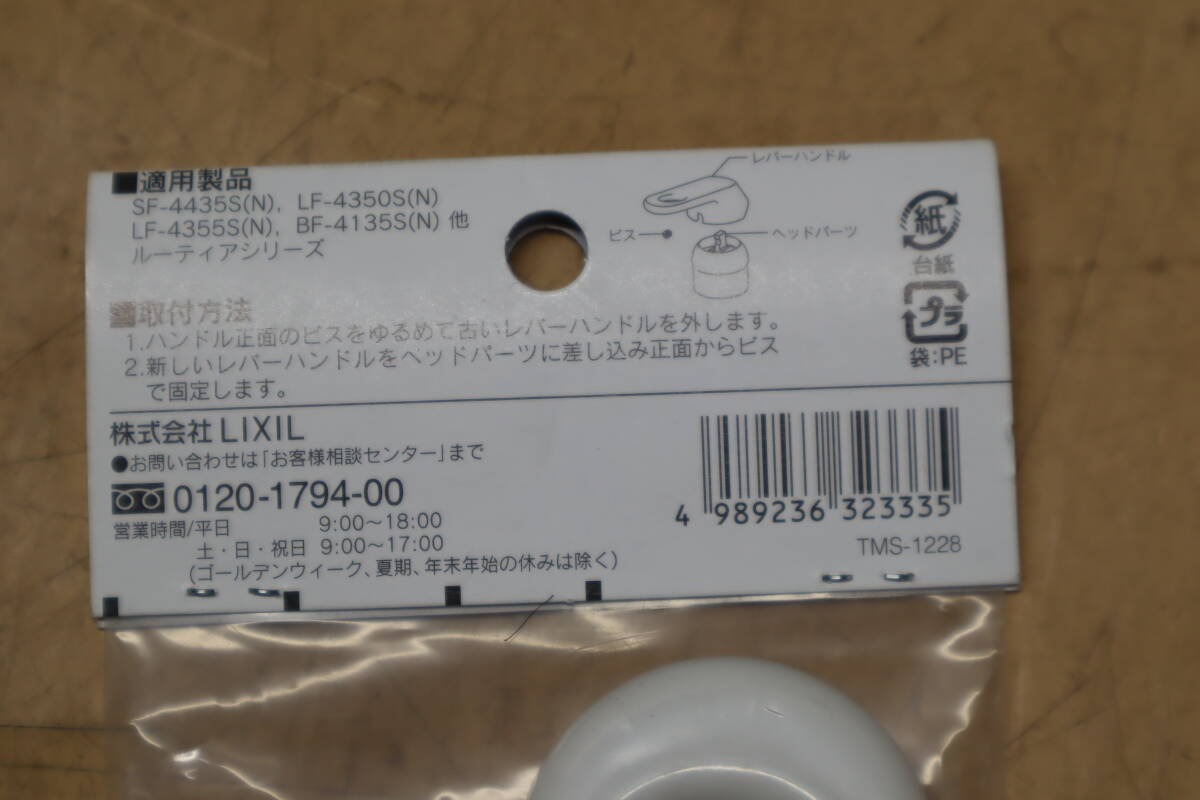 ■適用製品
SF-4435S(N)、LF-4350S(N)
LF-4355S(N)、BF-4135S(N) 他
ルーティアシリーズ
レバーハンドル
ビス
ヘッドパーツ
紙
台紙
プラ
袋:PE
■取付方法
1.ハンドル正面のビスをゆるめて古いレバーハンドルを外します。
2.新しいレバーハンドルをヘッドパーツに差し込み正面からビス
で固定します。
株式会社 LIXIL
●お問い合わせは「お客様相談センター」まで
0120-1794-00
営業時間/平日 9:00〜18:00
土・日・祝日 9:00〜17:00
(ゴールデンウィーク、夏期、年末年始の休みは除く)
4 989236 323335
TMS-1228